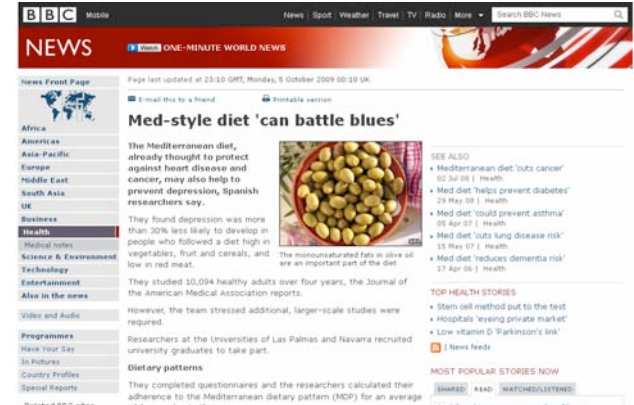 BBC Mobile News Sport Weather Travel TV Radio More Search BBC News
NEWS
Watch ONE-MINUTE WORLD NEWS
Page last updated at 23:10 GMT, Monday, 5 October 2009 00:10 UK
E-mail this to a friend Printable version
Med-style diet 'can battle blues'
News Front Page
Africa
Americas
Asia-Pacific
Europe
Middle East
South Asia
UK
Business
Health
Medical notes
Science & Environment
Technology
Entertainment
Also in the news
Video and Audio
Programmes
Have Your Say
In Pictures
Country Profiles
Special Reports
Related BBC sites
The Mediterranean diet,
already thought to protect
against heart disease and
cancer, may also help to
prevent depression, Spanish
researchers say.
They found depression was more
than 30% less likely to develop in
people who followed a diet high in
vegetables, fruit and cereals, and
low in red meat.
The monounsaturated fats in olive oil
are an important part of the diet
They studied 10,094 healthy adults over four years, the Journal of
the American Medical Association reports.
However, the team stressed additional, larger-scale studies were
required.
Researchers at the Universities of Las Palmas and Navarra recruited
university graduates to take part.
Dietary patterns
They completed questionnaires and the researchers calculated their
adherence to the Mediterranean dietary pattern (MDP) for an average
SEE ALSO
Mediterranean diet 'cuts cancer'
02 Jul 08 | Health
Med diet 'helps prevent diabetes'
29 May 08 | Health
Med diet 'could prevent asthma'
05 Apr 07 | Health
Med diet 'cuts lung disease risk'
15 May 07 | Health
Med diet 'reduces dementia risk'
17 Apr 06 | Health
TOP HEALTH STORIES
Stem cell method put to the test
Hospitals 'eyeing private market'
Low vitamin D 'Parkinson's link'
| News feeds
MOST POPULAR STORIES NOW
SHARED READ WATCHED/LISTENED